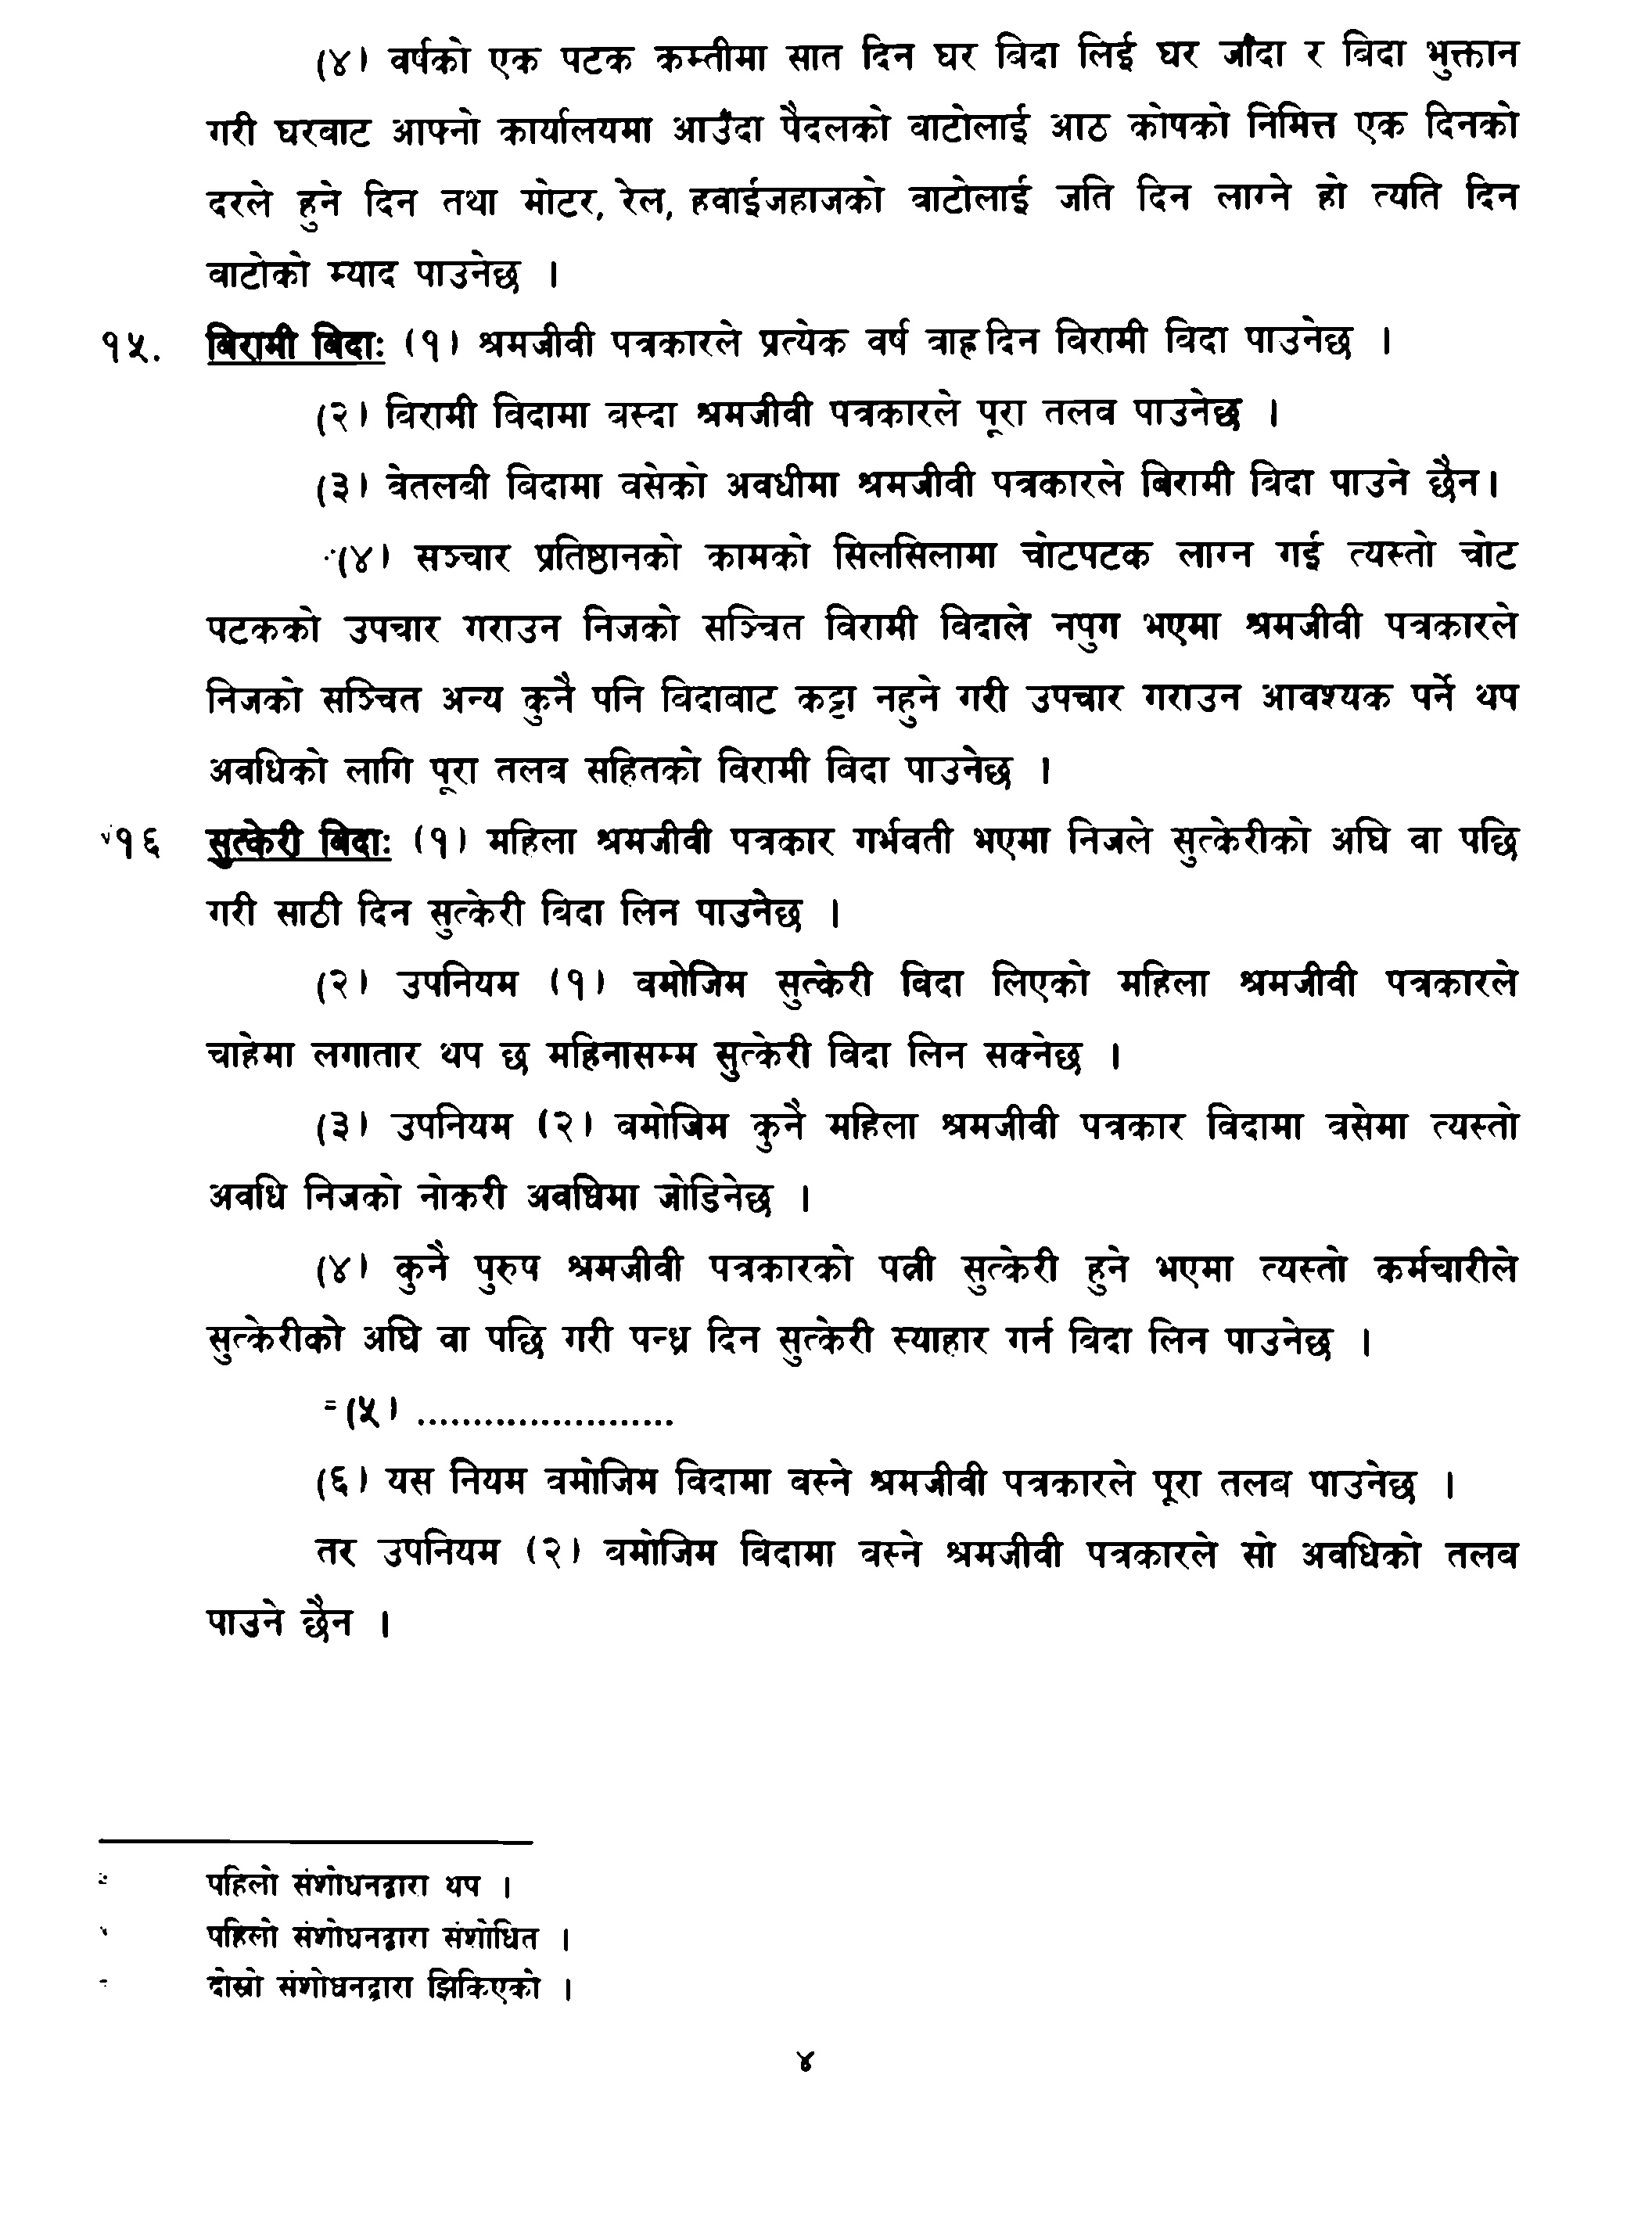 (४) वर्षको एक पटक कम्तीमा सात दिन घर बिदा लिई घर जाँदा र बिदा भुक्तान
गरी घरबाट आफ्नो कार्यालयमा आउँदा पैदलको बाटोलाई आठ कोषको निमित्त एक दिनको
दरले हुने दिन तथा मोटर, रेल, हवाईजहाजको बाटोलाई जति दिन लाग्ने हो त्यति दिन
बाटोको म्याद पाउनेछ ।
१५. बिरामी बिदाः (१) श्रमजीवी पत्रकारले प्रत्येक वर्ष बाह्र दिन बिरामी बिदा पाउनेछ ।
(२) बिरामी बिदामा बस्दा श्रमजीवी पत्रकारले पूरा तलब पाउनेछ ।
(३) बेतलबी बिदामा बसेको अवधीमा श्रमजीवी पत्रकारले बिरामी बिदा पाउने छैन।
(४) सञ्चार प्रतिष्ठानको कामको सिलसिलामा चोटपटक लाग्न गई त्यस्तो चोट
पटकको उपचार गराउन निजको सञ्चित बिरामी बिदाले नपुग भएमा श्रमजीवी पत्रकारले
निजको सञ्चित अन्य कुनै पनि बिदाबाट कट्टा नहुने गरी उपचार गराउन आवश्यक पर्ने थप
अवधिको लागि पूरा तलब सहितको बिरामी बिदा पाउनेछ ।
१६ सुत्केरी बिदाः (१) महिला श्रमजीवी पत्रकार गर्भवती भएमा निजले सुत्केरीको अघि वा पछि
गरी साठी दिन सुत्केरी बिदा लिन पाउनेछ ।
(२) उपनियम (१) बमोजिम सुत्केरी बिदा लिएको महिला श्रमजीवी पत्रकारले
चाहेमा लगातार थप छ महिनासम्म सुत्केरी बिदा लिन सक्नेछ ।
(३) उपनियम (२) बमोजिम कुनै महिला श्रमजीवी पत्रकार बिदामा बसेमा त्यस्तो
अवधि निजको नोकरी अवधिमा जोडिनेछ ।
(४) कुनै पुरुष श्रमजीवी पत्रकारको पत्नी सुत्केरी हुने भएमा त्यस्तो कर्मचारीले
सुत्केरीको अघि वा पछि गरी पन्ध्र दिन सुत्केरी स्याहार गर्न बिदा लिन पाउनेछ ।
(५) .......................
(६) यस नियम बमोजिम बिदामा बस्ने श्रमजीवी पत्रकारले पूरा तलब पाउनेछ ।
तर उपनियम (२) बमोजिम बिदामा बस्ने श्रमजीवी पत्रकारले सो अवधिको तलब
पाउने छैन ।
पहिलो संशोधनद्वारा थप ।
पहिलो संशोधनद्वारा संशोधित ।
दोस्रो संशोधनद्वारा झिकिएको ।
४